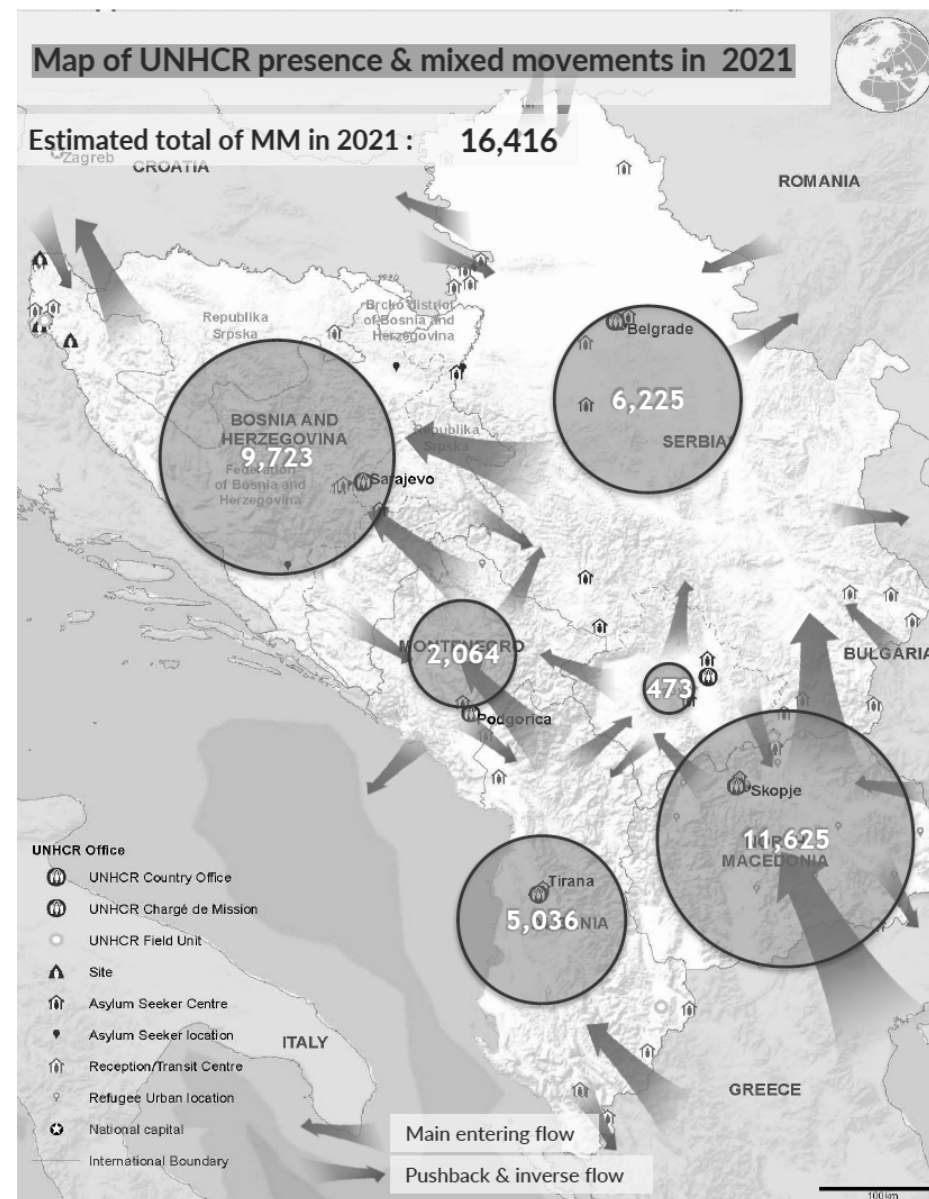 Map of UNHCR presence & mixed movements in 2021
Estimated total of MM in 2021 : 16,416
Zagreb
CROATIA
ROMANIA
Republika
Srpska
Brcko district
of Bosnia and
Herzegovina
Belgrade
6,225
SERBIA
BOSNIA AND
HERZEGOVINA
9,723
Federation
of Bosnia and
Herzegovina
Republika
Srpska
Sarajevo
MONTENEGRO
2,064
473
BULGARIA
Podgorica
Skopje
11,625
NORTH
MACEDONIA
Tirana
5,036
UNHCR Office
UNHCR Country Office
UNHCR Chargé de Mission
UNHCR Field Unit
Site
Asylum Seeker Centre
Asylum Seeker location
Reception/Transit Centre
Refugee Urban location
National capital
International Boundary
ITALY
GREECE
Main entering flow
Pushback & inverse flow
100 km